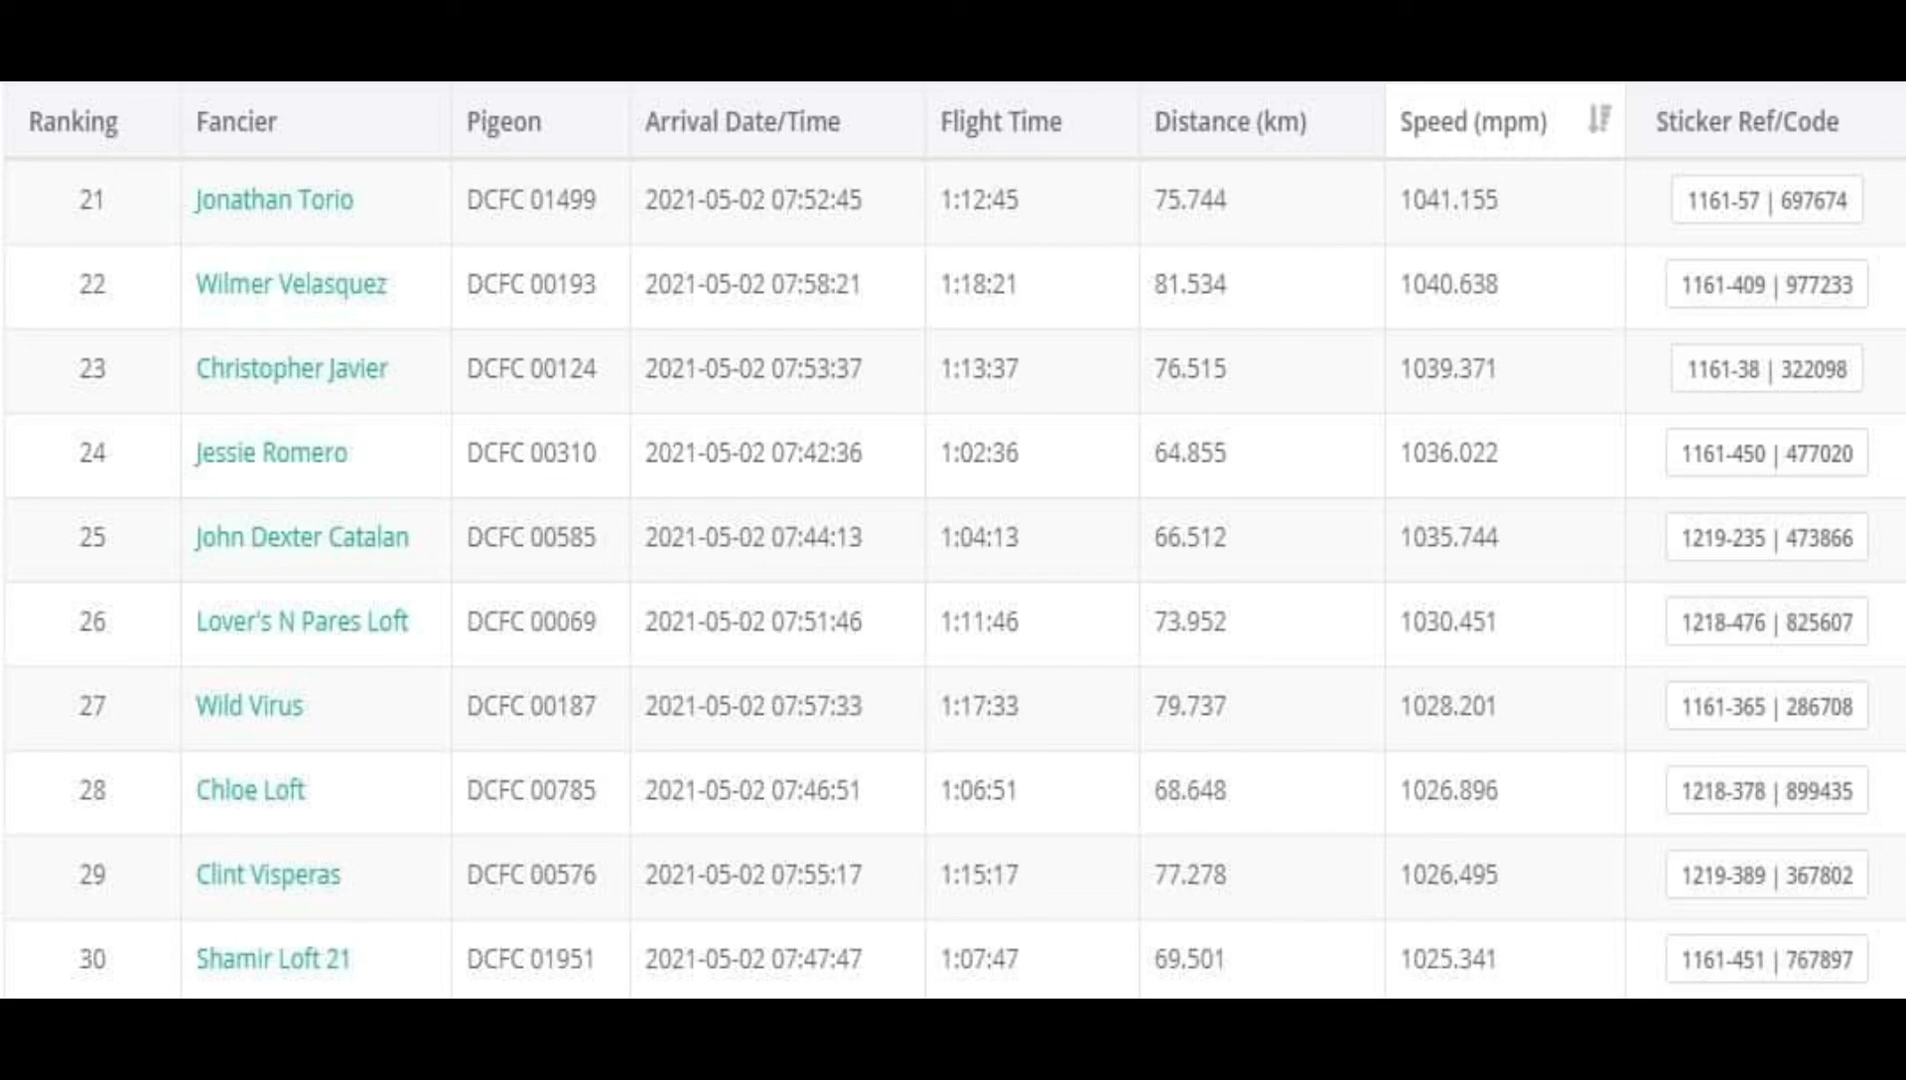 Ranking Fancier Pigeon Arrival Date/Time Flight Time Distance (km) Speed (mpm) Sticker Ref/Code
21 Jonathan Torio DCFC 01499 2021-05-02 07:52:45 1:12:45 75.744 1041.155 1161-57 | 697674
22 Wilmer Velasquez DCFC 00193 2021-05-02 07:58:21 1:18:21 81.534 1040.638 1161-409 | 977233
23 Christopher Javier DCFC 00124 2021-05-02 07:53:37 1:13:37 76.515 1039.371 1161-38 | 322098
24 Jessie Romero DCFC 00310 2021-05-02 07:42:36 1:02:36 64.855 1036.022 1161-450 | 477020
25 John Dexter Catalan DCFC 00585 2021-05-02 07:44:13 1:04:13 66.512 1035.744 1219-235 | 473866
26 Lover's N Pares Loft DCFC 00069 2021-05-02 07:51:46 1:11:46 73.952 1030.451 1218-476 | 825607
27 Wild Virus DCFC 00187 2021-05-02 07:57:33 1:17:33 79.737 1028.201 1161-365 | 286708
28 Chloe Loft DCFC 00785 2021-05-02 07:46:51 1:06:51 68.648 1026.896 1218-378 | 899435
29 Clint Visperas DCFC 00576 2021-05-02 07:55:17 1:15:17 77.278 1026.495 1219-389 | 367802
30 Shamir Loft 21 DCFC 01951 2021-05-02 07:47:47 1:07:47 69.501 1025.341 1161-451 | 767897